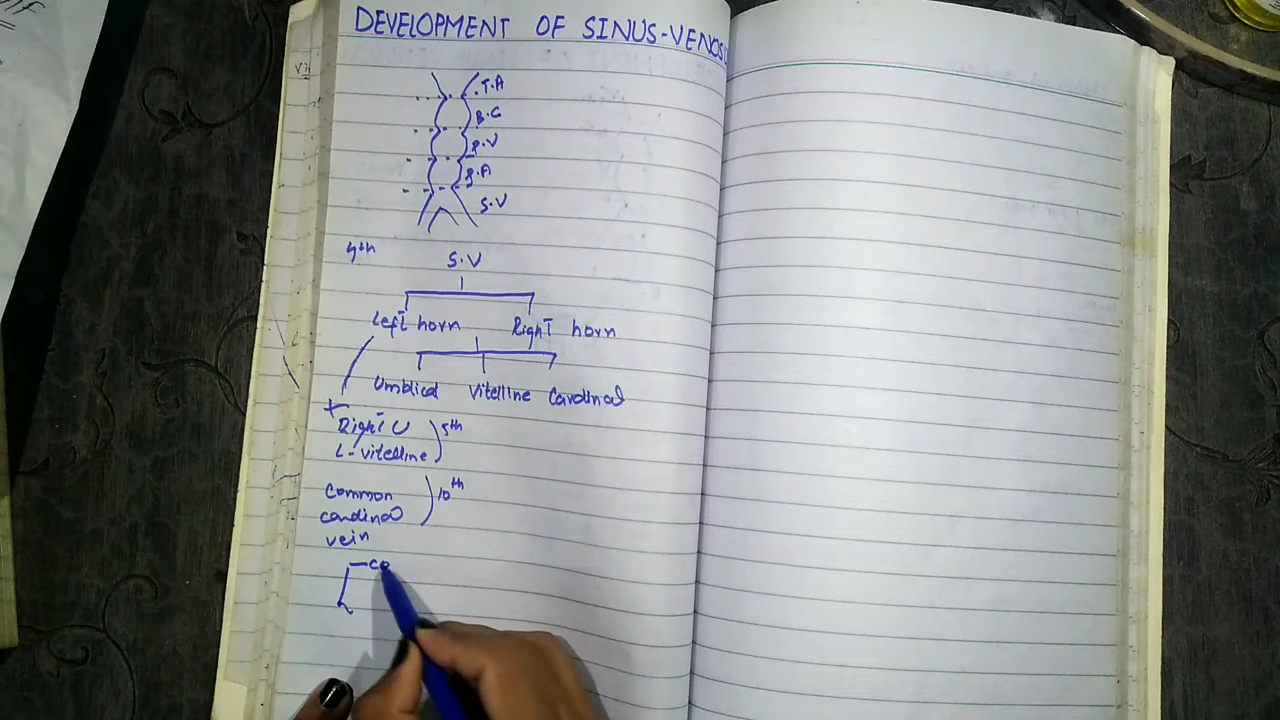 DEVELOPMENT OF SINUS-VENOS
T.A
B.C
P.V
P.A
S.V
4th
S.V
Left horn Right horn
Umblical Vitelline Cardinal
Right U
L-vitelline
5th
Common
cardinal
vein
10th
co